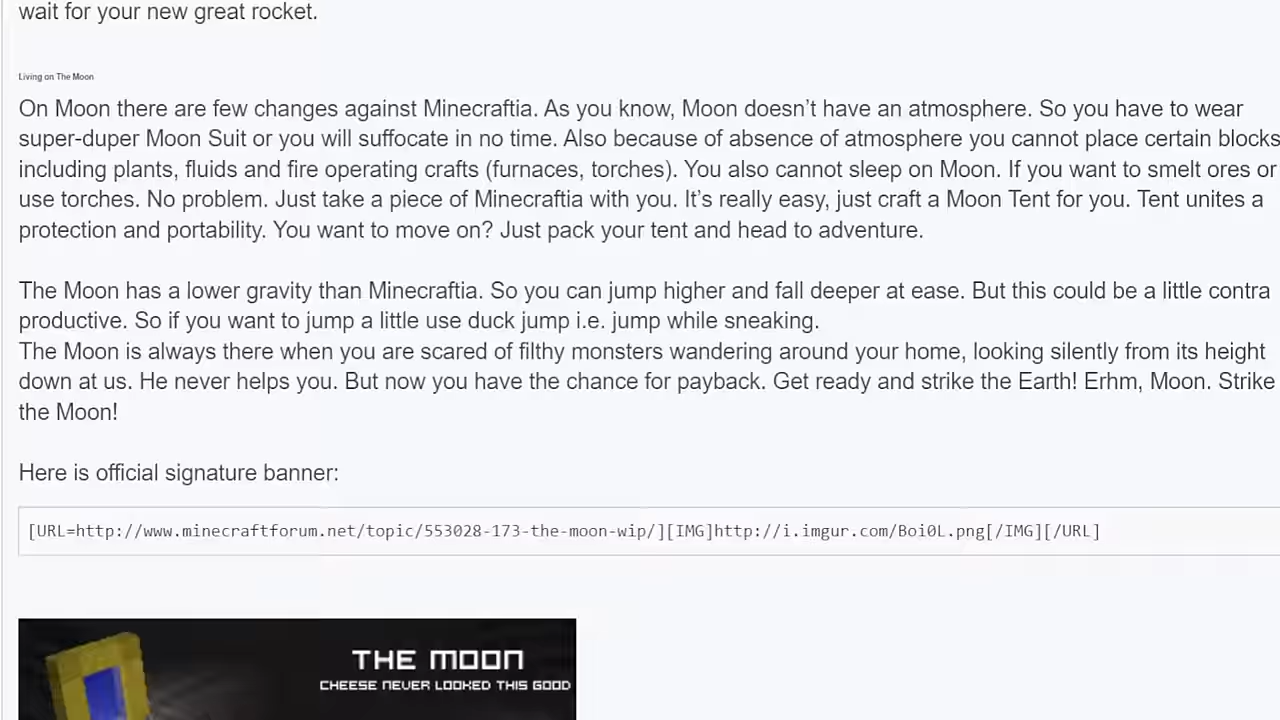 wait for your new great rocket.
Living on The Moon
On Moon there are few changes against Minecraftia. As you know, Moon doesn’t have an atmosphere. So you have to wear
super-duper Moon Suit or you will suffocate in no time. Also because of absence of atmosphere you cannot place certain blocks
including plants, fluids and fire operating crafts (furnaces, torches). You also cannot sleep on Moon. If you want to smelt ores or
use torches. No problem. Just take a piece of Minecraftia with you. It’s really easy, just craft a Moon Tent for you. Tent unites a
protection and portability. You want to move on? Just pack your tent and head to adventure.
The Moon has a lower gravity than Minecraftia. So you can jump higher and fall deeper at ease. But this could be a little contra
productive. So if you want to jump a little use duck jump i.e. jump while sneaking.
The Moon is always there when you are scared of filthy monsters wandering around your home, looking silently from its height
down at us. He never helps you. But now you have the chance for payback. Get ready and strike the Earth! Erhm, Moon. Strike
the Moon!
Here is official signature banner:
[URL=http://www.minecraftforum.net/topic/553028-173-the-moon-wip/][IMG]http://i.imgur.com/Boi0L.png[/IMG][/URL]
THE MOON
CHEESE NEVER LOOKED THIS GOOD